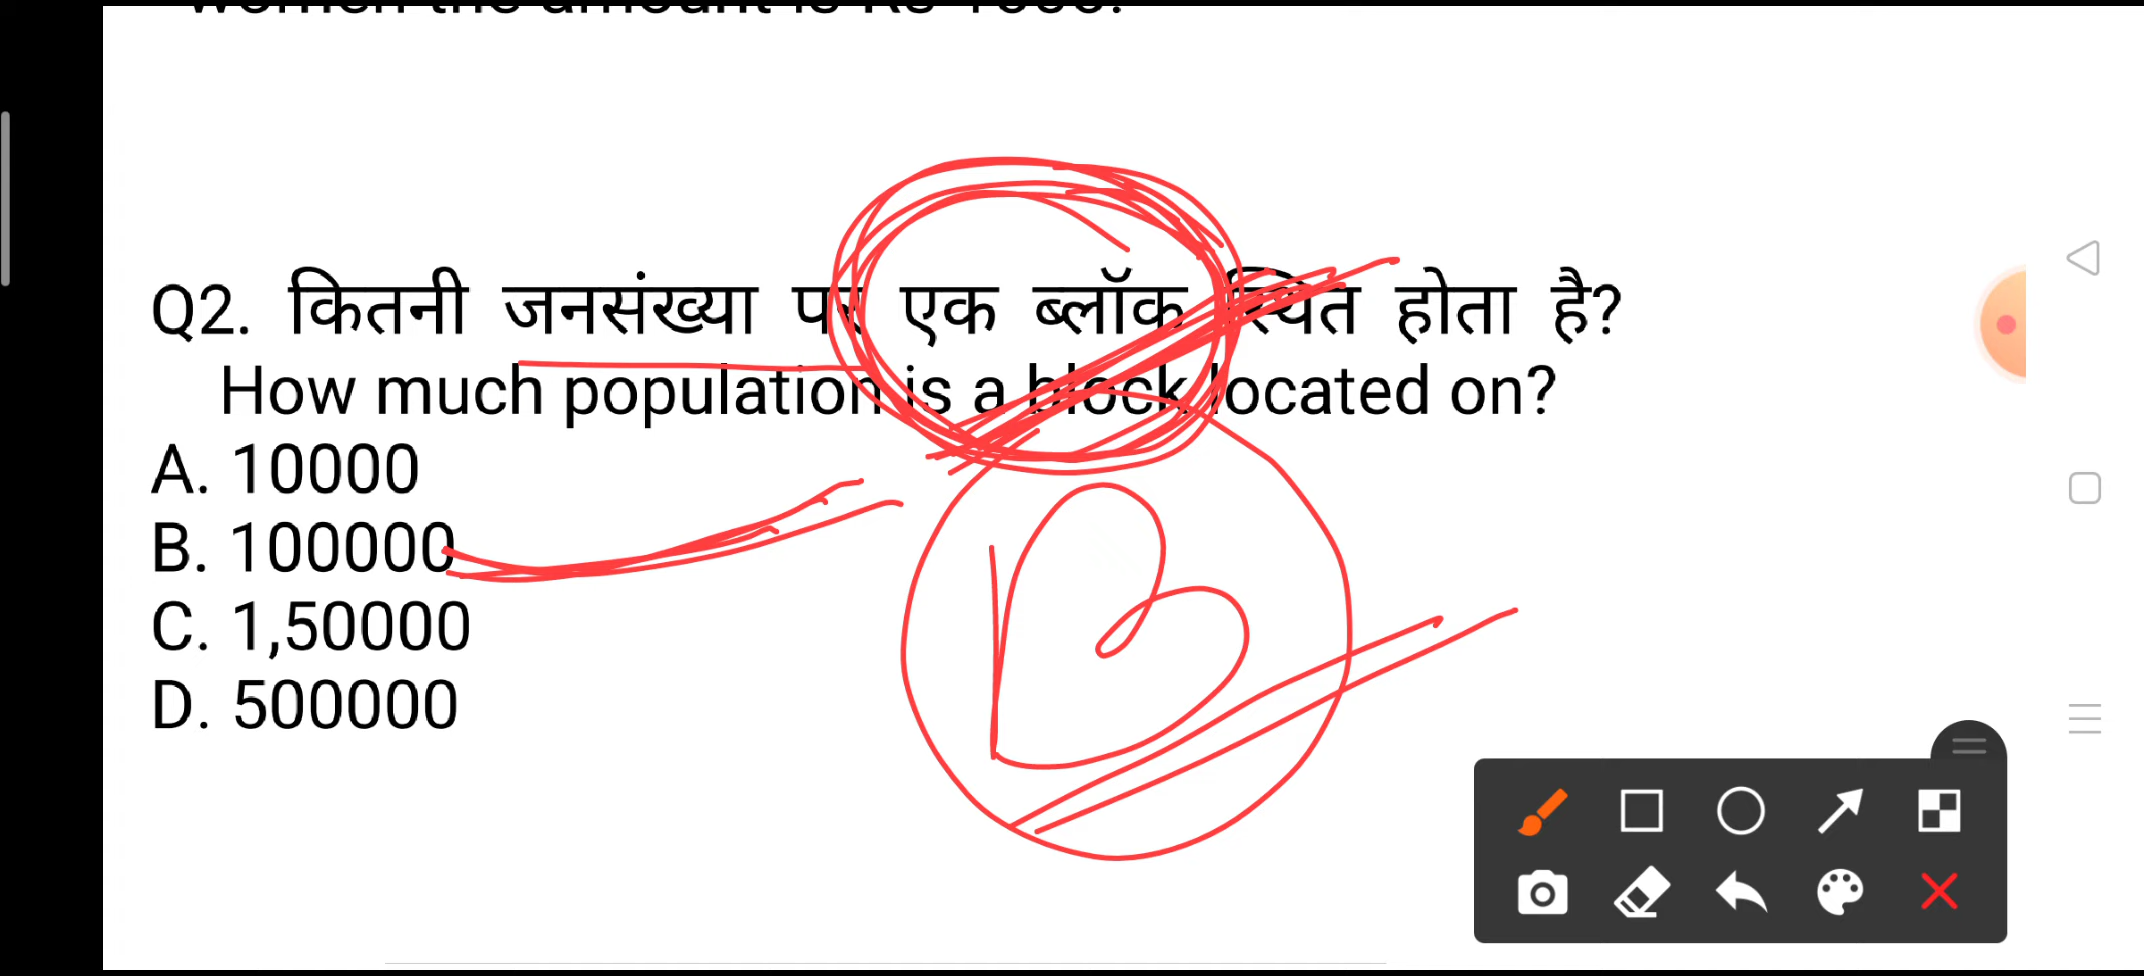 Q2. कितनी जनसंख्या पर एक ब्लॉक स्थित होता है?
How much population is a block located on?
A. 10000
B. 100000
C. 1,50000
D. 500000
B